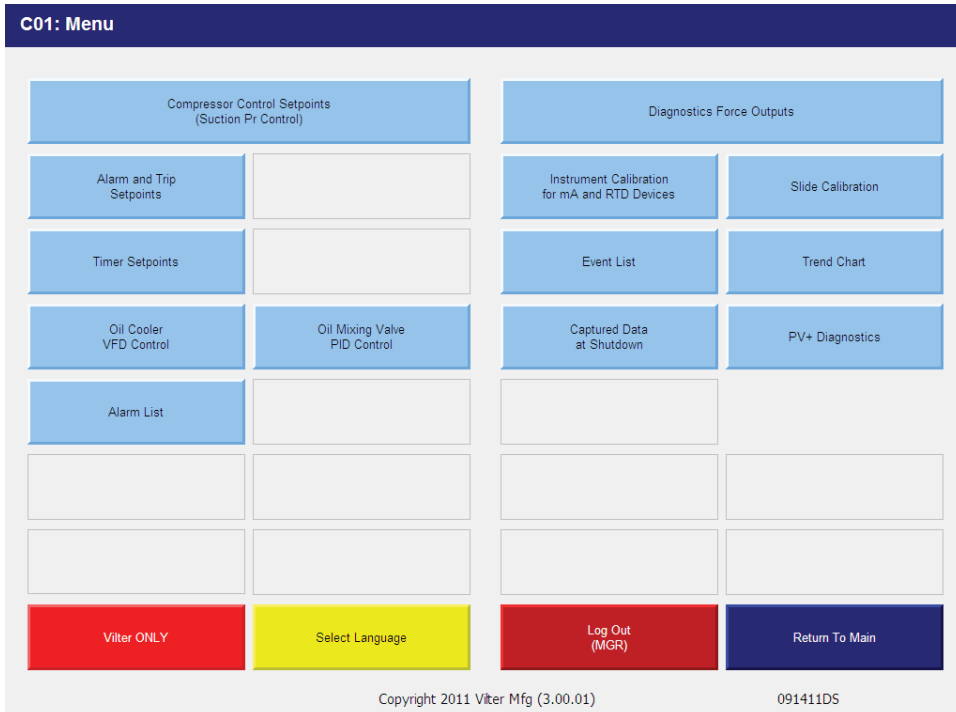 C01: Menu
Compressor Control Setpoints
(Suction Pr Control)
Diagnostics Force Outputs
Alarm and Trip
Setpoints
Instrument Calibration
for mA and RTD Devices
Slide Calibration
Timer Setpoints
Event List
Trend Chart
Oil Cooler
VFD Control
Oil Mixing Valve
PID Control
Captured Data
at Shutdown
PV+ Diagnostics
Alarm List
Vilter ONLY
Select Language
Log Out
(MGR)
Return To Main
Copyright 2011 Vilter Mfg (3.00.01)
091411DS